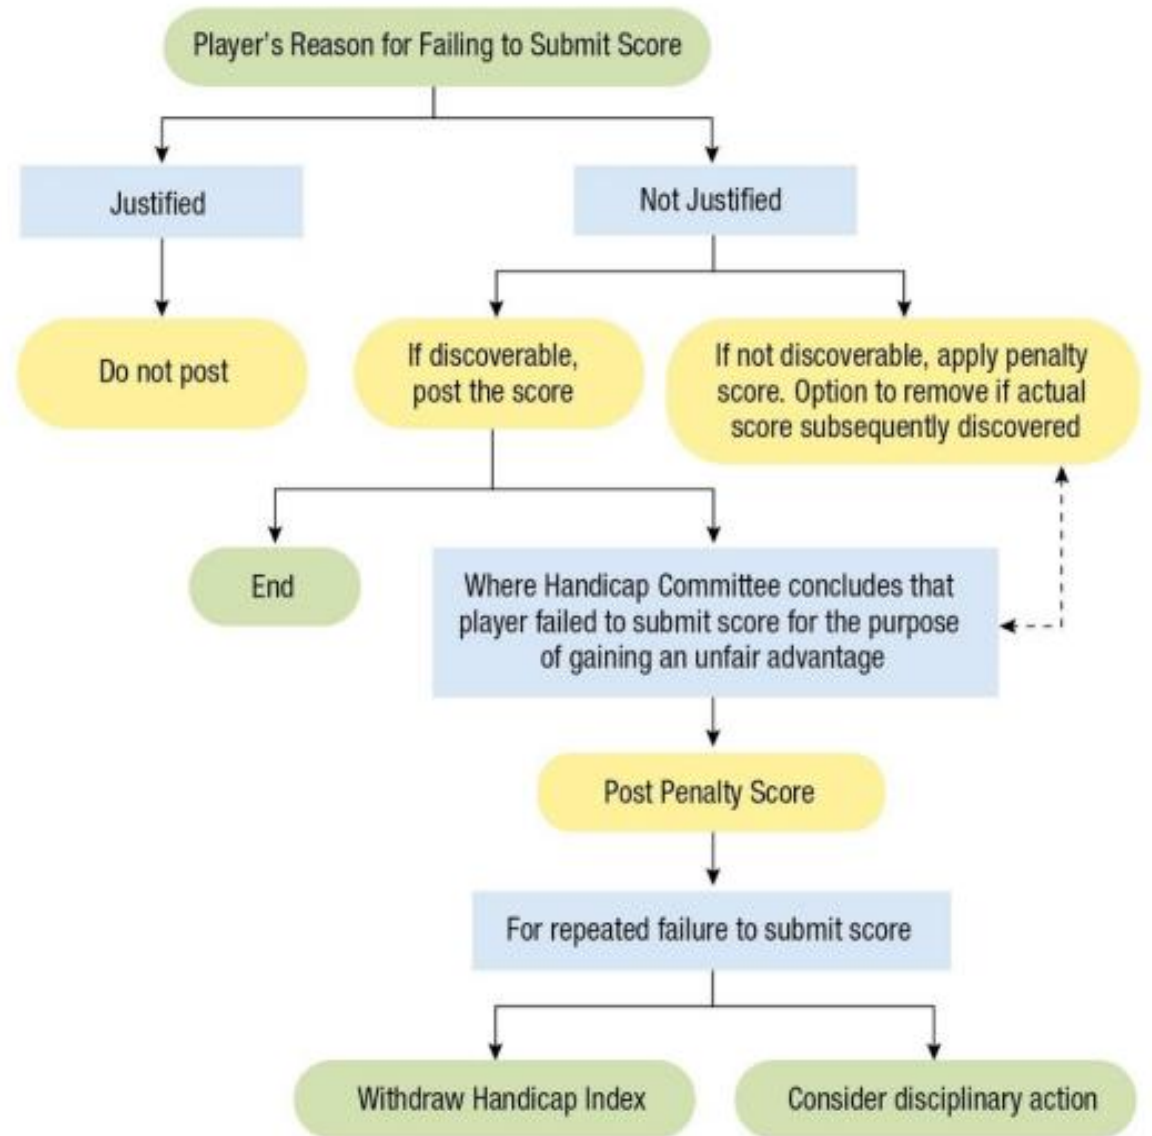 Player's Reason for Failing to Submit Score
Justified
Not Justified
Do not post
If discoverable,
post the score
If not discoverable, apply penalty
score. Option to remove if actual
score subsequently discovered
End
Where Handicap Committee concludes that
player failed to submit score for the purpose
of gaining an unfair advantage
Post Penalty Score
For repeated failure to submit score
Withdraw Handicap Index
Consider disciplinary action